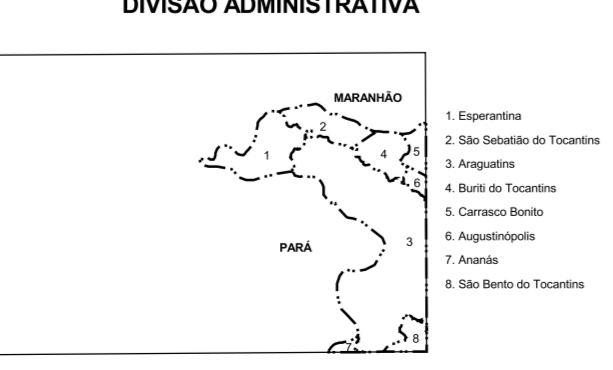 DIVISÃO ADMINISTRATIVA
MARANHÃO
1. Esperantina
2
2. São Sebatião do Tocantins
1
4
5
3. Araguatins
6
4. Buriti do Tocantins
5. Carrasco Bonito
6. Augustinópolis
PARÁ
3
7. Ananás
8. São Bento do Tocantins
8
7